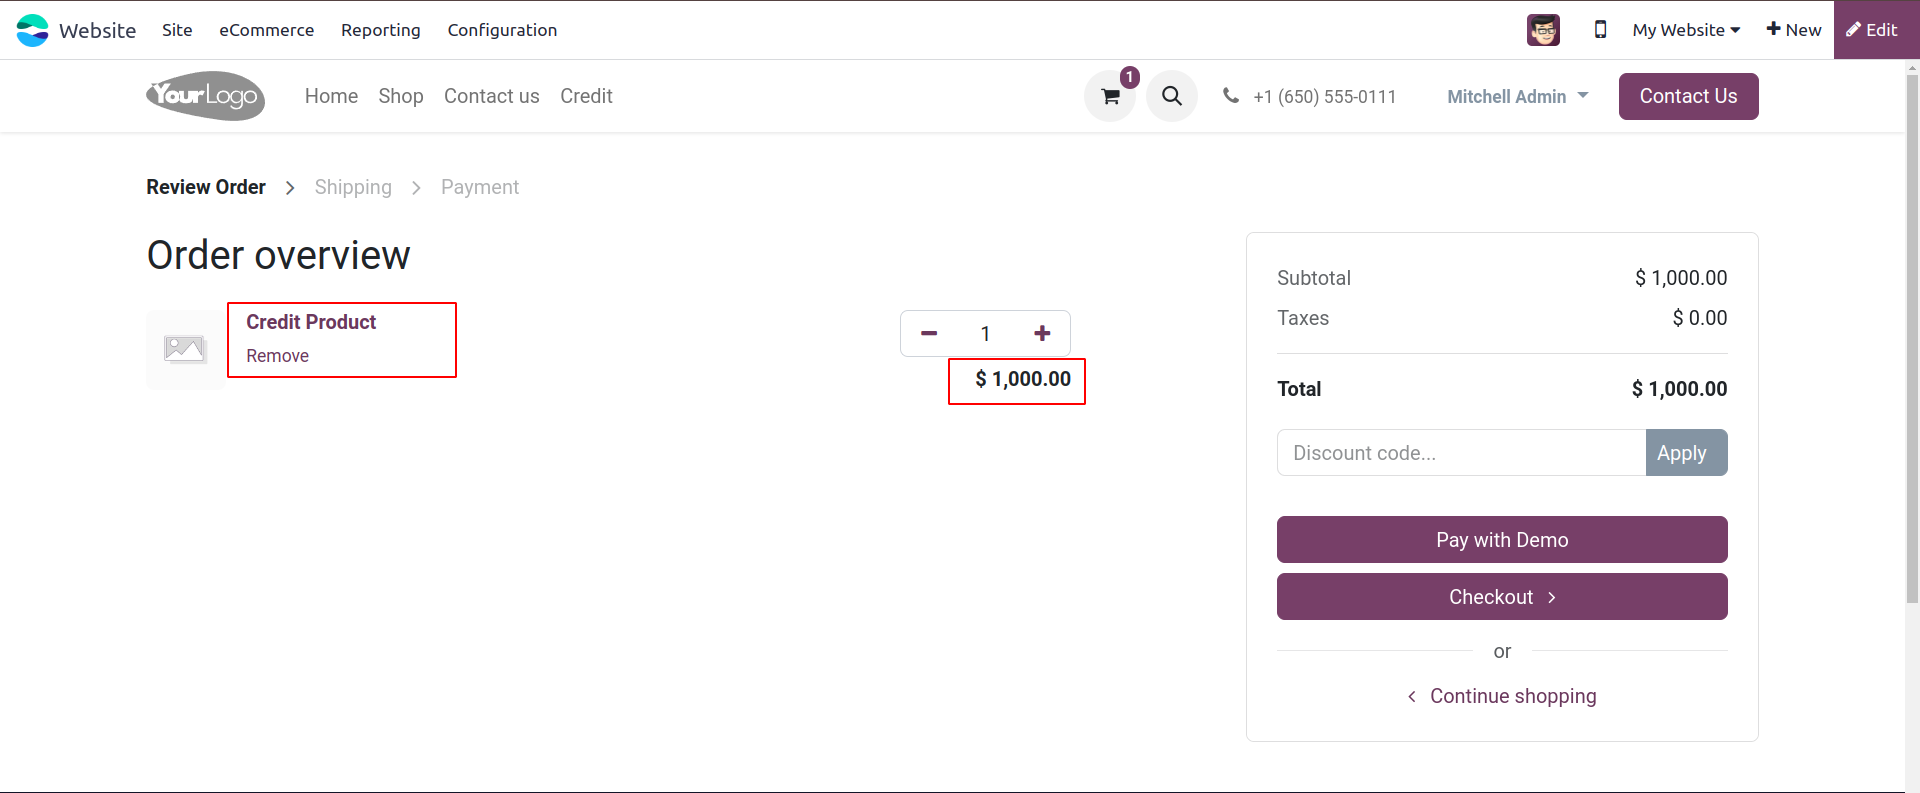 Website Site eCommerce Reporting Configuration My Website New Edit
YourLogo Home Shop Contact us Credit 1 +1 (650) 555-0111 Mitchell Admin Contact Us
Review Order > Shipping > Payment
Order overview
Credit Product
Remove
1
$ 1,000.00
Subtotal $ 1,000.00
Taxes $ 0.00
Total $ 1,000.00
Discount code... Apply
Pay with Demo
Checkout >
or
< Continue shopping